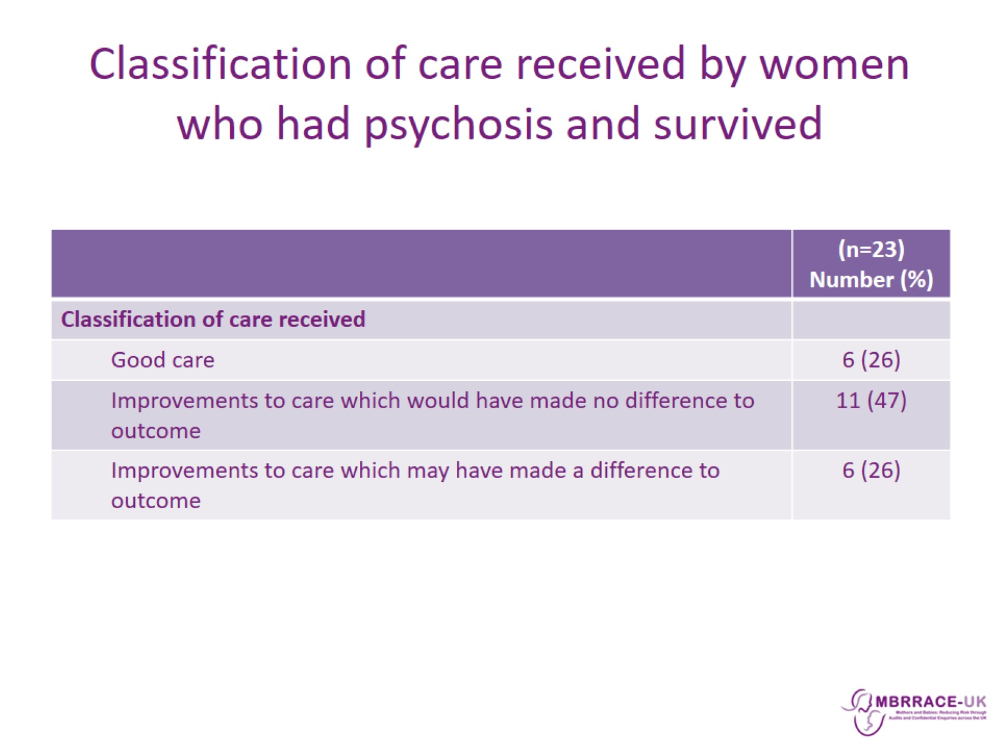 Classification of care received by women
who had psychosis and survived
(n=23)
Number (%)
Classification of care received
Good care 6 (26)
Improvements to care which would have made no difference to 11 (47)
outcome
Improvements to care which may have made a difference to 6 (26)
outcome
MBRRACE-UK
Mothers and Babies: Reducing Risk through
Audits and Confidential Enquiries across the UK